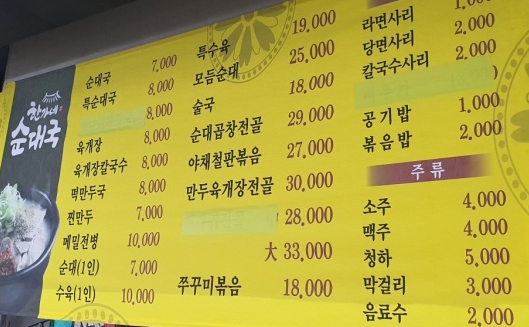 한가네
순대국
순대국 7,000
특순대국 8,000
8,000
육개장 8,000
육개장칼국수 8,000
떡만두국 8,000
찐만두 7,000
메밀전병 10,000
순대(1인) 7,000
수육(1인) 10,000
특수육 19,000
모듬순대 25,000
술국 18,000
순대곱창전골 29,000
야채철판볶음 27,000
만두육개장전골 30,000
28,000
大 33,000
쭈꾸미볶음 18,000
라면사리 1,000
당면사리 2,000
칼국수사리 2,000
공기밥 1,000
볶음밥 2,000
주류
소주 4,000
맥주 4,000
청하 5,000
막걸리 3,000
음료수 2,000